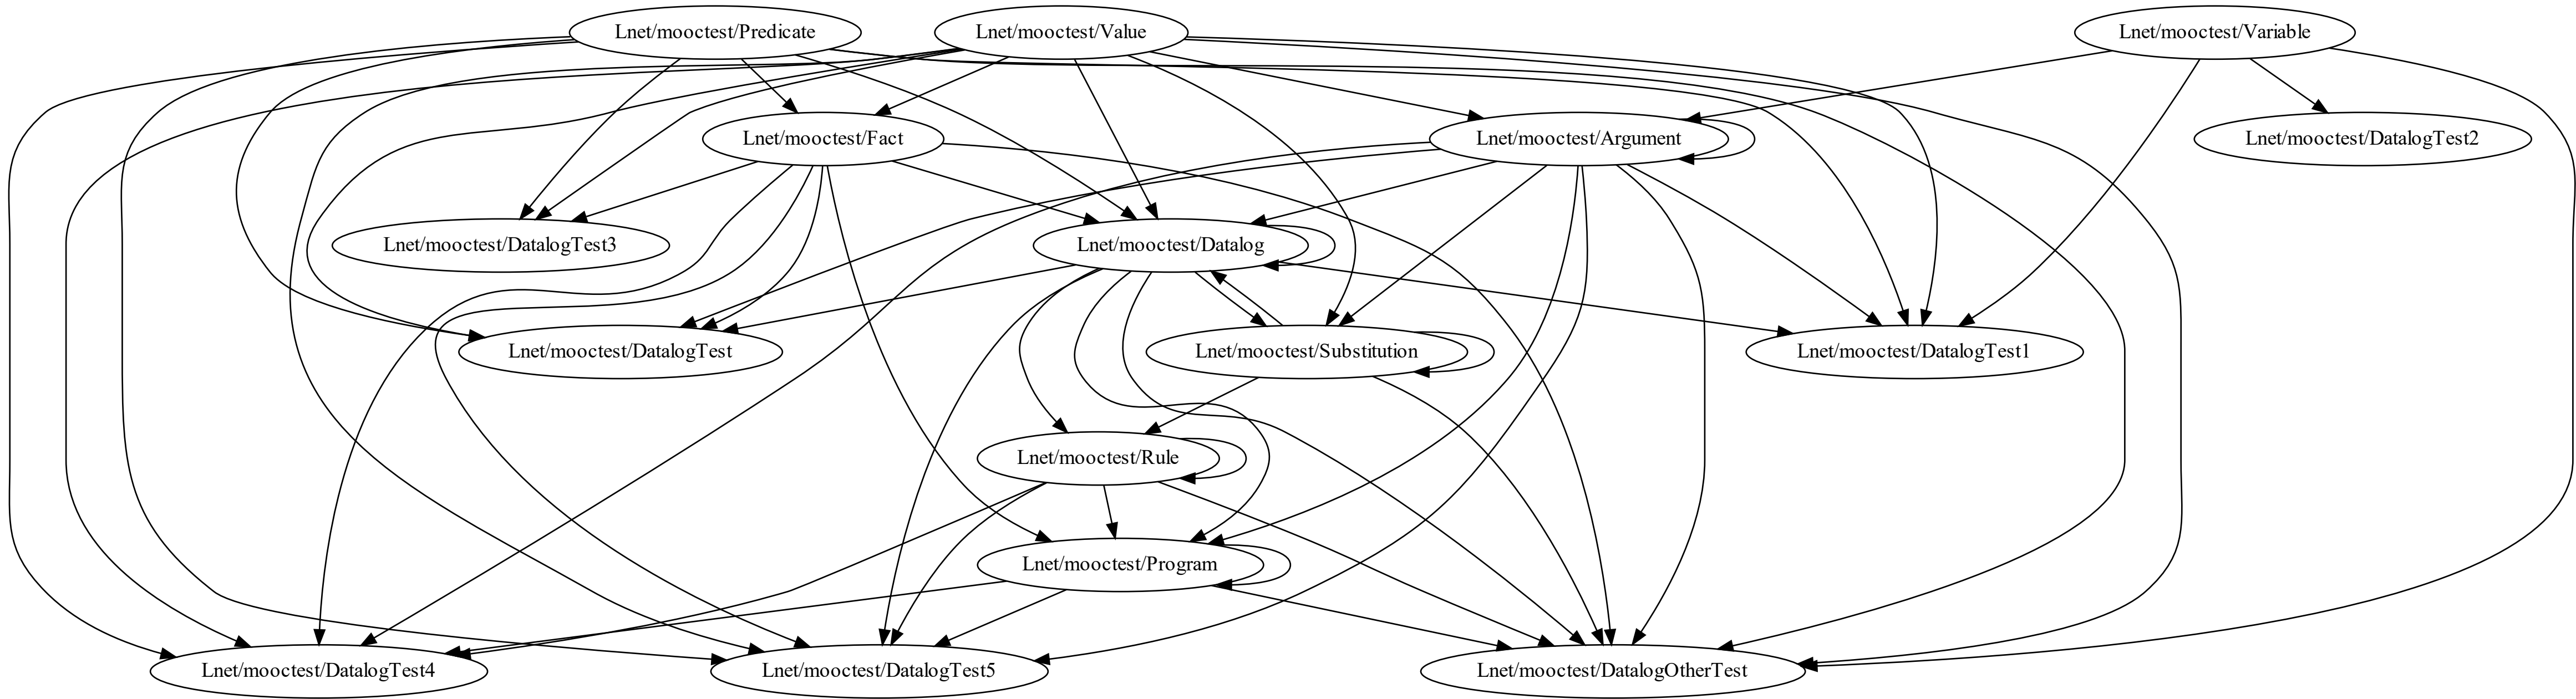 Lnet/mooctest/Predicate
Lnet/mooctest/Value
Lnet/mooctest/Variable
Lnet/mooctest/Fact
Lnet/mooctest/Argument
Lnet/mooctest/DatalogTest2
Lnet/mooctest/DatalogTest3
Lnet/mooctest/Datalog
Lnet/mooctest/DatalogTest
Lnet/mooctest/Substitution
Lnet/mooctest/DatalogTest1
Lnet/mooctest/Rule
Lnet/mooctest/Program
Lnet/mooctest/DatalogTest4
Lnet/mooctest/DatalogTest5
Lnet/mooctest/DatalogOtherTest